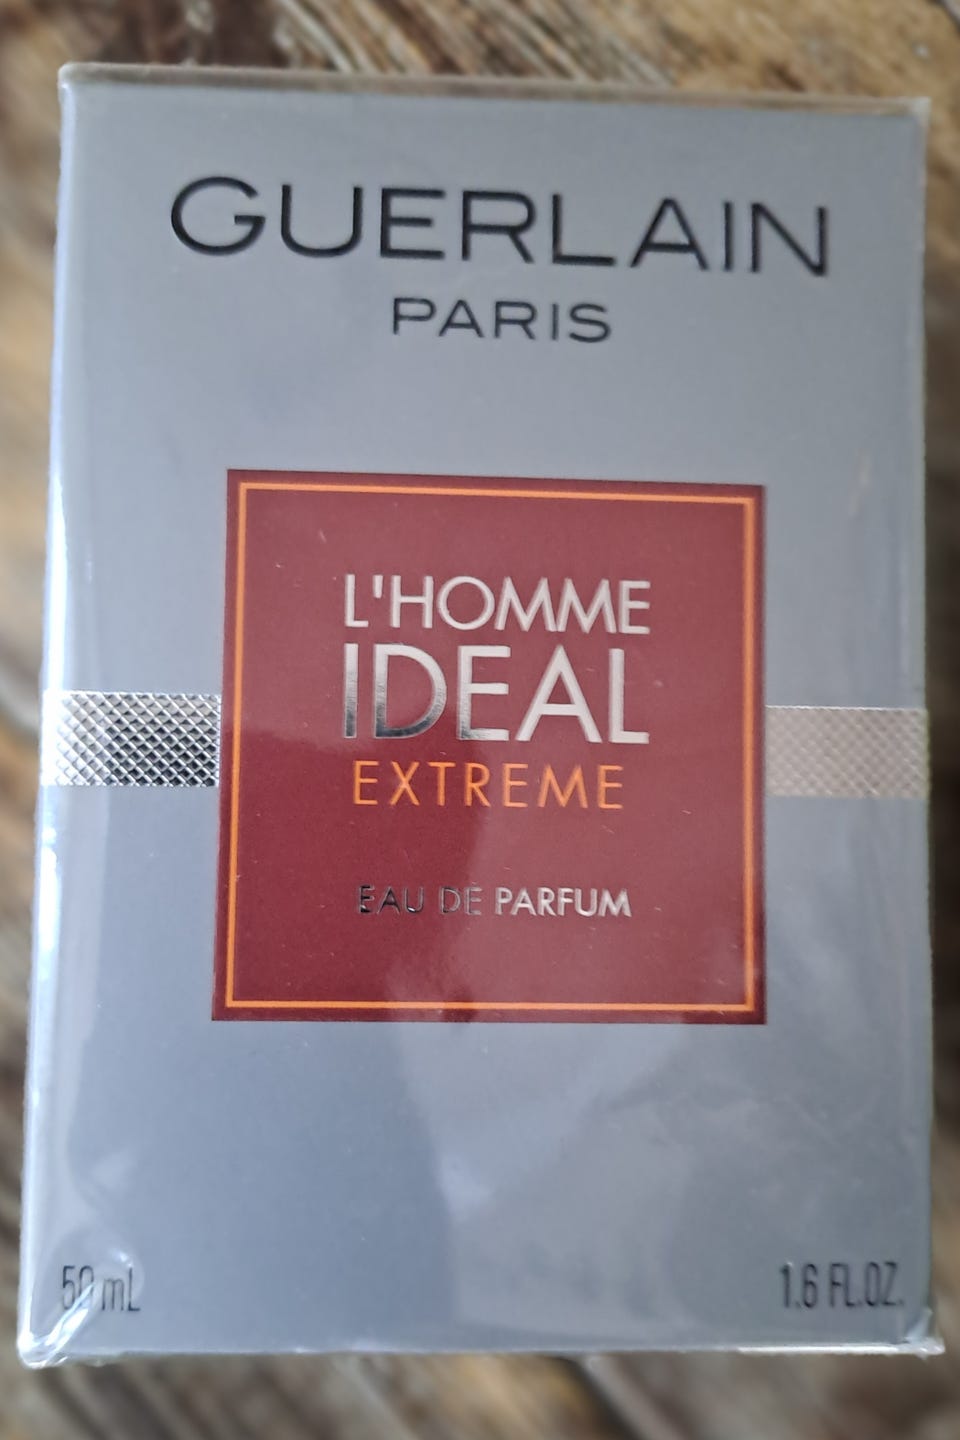 GUERLAIN
PARIS
L'HOMME
IDEAL
EXTREME
EAU DE PARFUM
50 mL
1.6 FL.OZ.